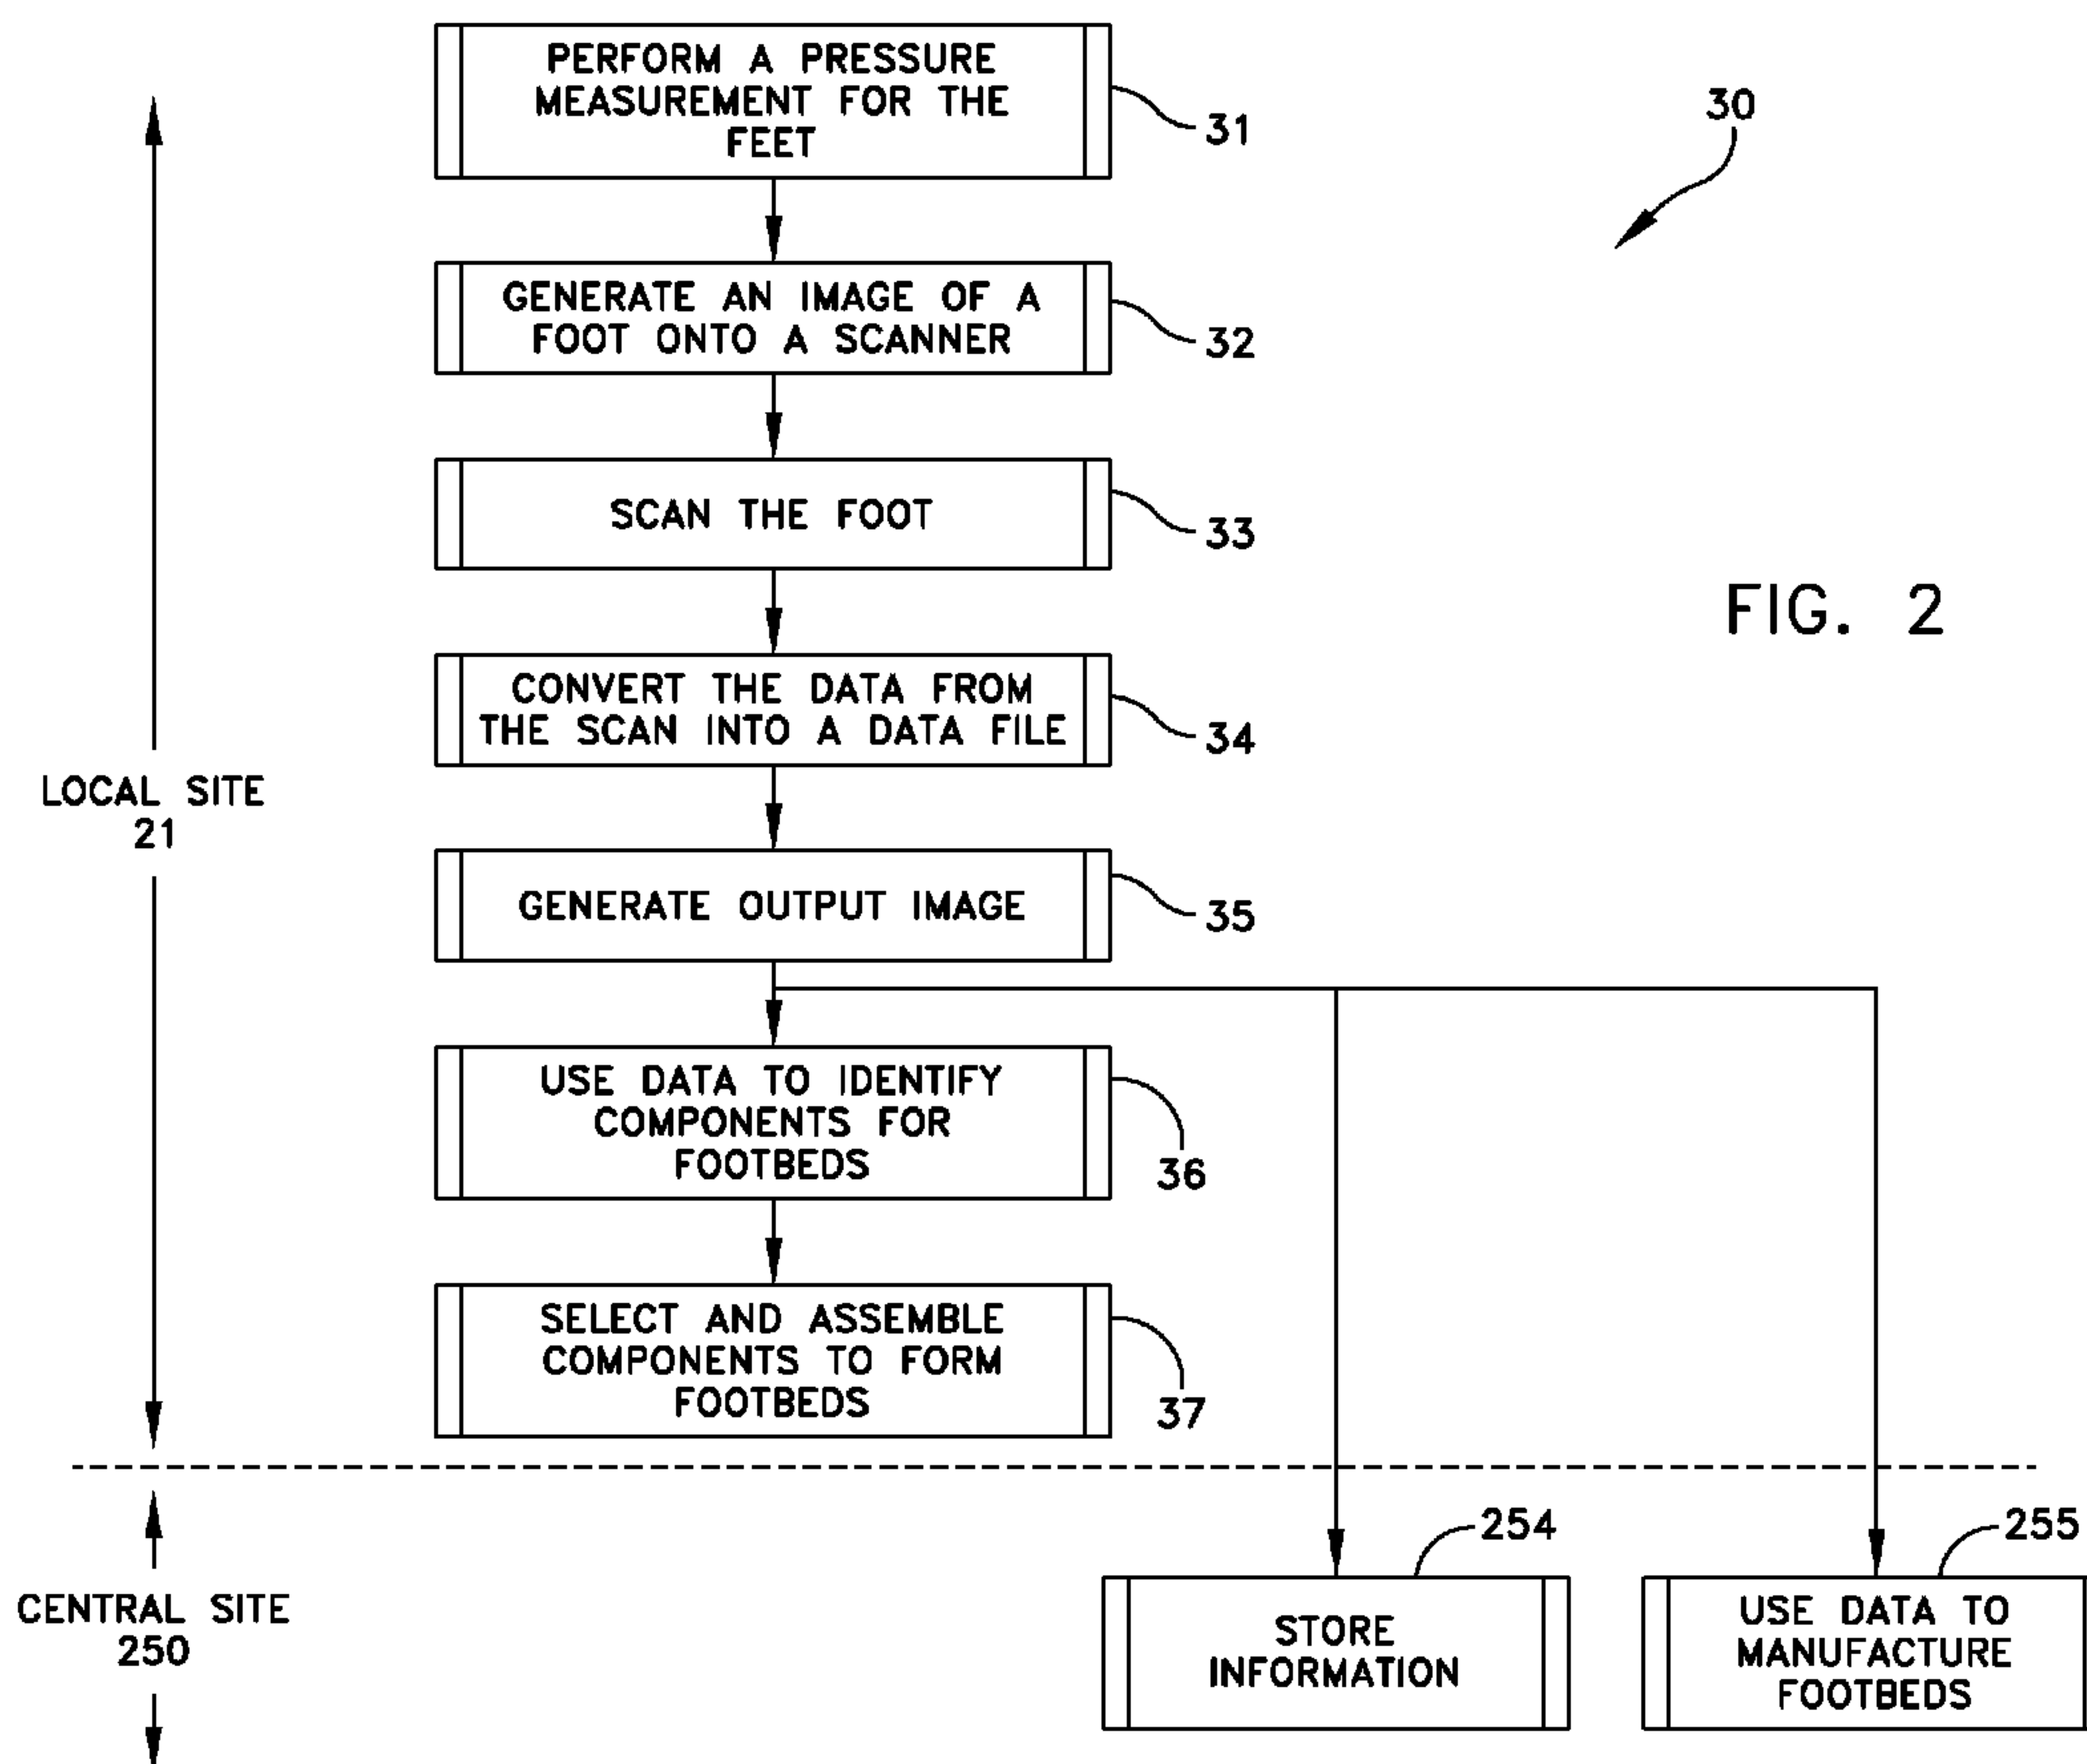 PERFORM A PRESSURE
MEASUREMENT FOR THE
FEET
31
30
GENERATE AN IMAGE OF A
FOOT ONTO A SCANNER
32
SCAN THE FOOT
33
FIG. 2
CONVERT THE DATA FROM
THE SCAN INTO A DATA FILE
34
LOCAL SITE
21
GENERATE OUTPUT IMAGE
35
USE DATA TO IDENTIFY
COMPONENTS FOR
FOOTBEDS
36
SELECT AND ASSEMBLE
COMPONENTS TO FORM
FOOTBEDS
37
CENTRAL SITE
250
254
STORE
INFORMATION
255
USE DATA TO
MANUFACTURE
FOOTBEDS